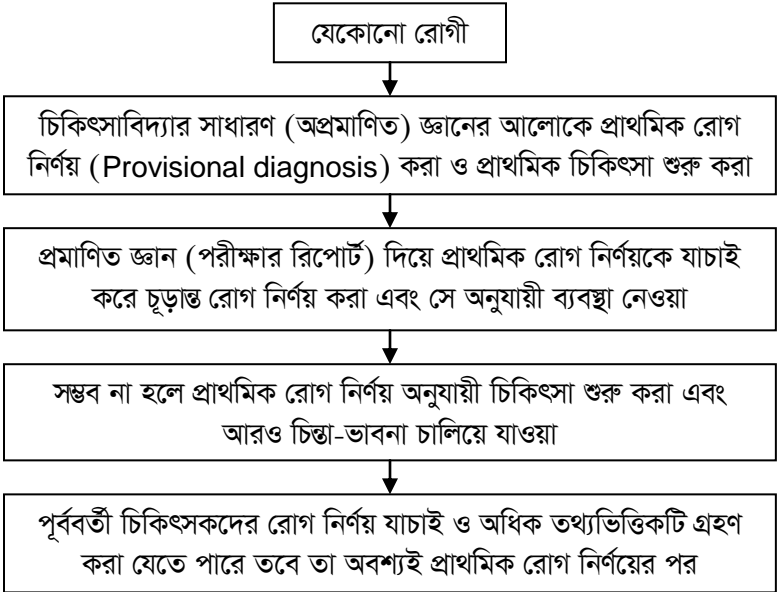 যেকোনো রোগী
চিকিৎসাবিদ্যার সাধারণ (অপ্রমাণিত) জ্ঞানের আলোকে প্রাথমিক রোগ
নির্ণয় (Provisional diagnosis) করা ও প্রাথমিক চিকিৎসা শুরু করা
প্রমাণিত জ্ঞান (পরীক্ষার রিপোর্ট) দিয়ে প্রাথমিক রোগ নির্ণয়কে যাচাই
করে চূড়ান্ত রোগ নির্ণয় করা এবং সে অনুযায়ী ব্যবস্থা নেওয়া
সম্ভব না হলে প্রাথমিক রোগ নির্ণয় অনুযায়ী চিকিৎসা শুরু করা এবং
আরও চিন্তা-ভাবনা চালিয়ে যাওয়া
পূর্ববর্তী চিকিৎসকদের রোগ নির্ণয় যাচাই ও অধিক তথ্যভিত্তিকটি গ্রহণ
করা যেতে পারে তবে তা অবশ্যই প্রাথমিক রোগ নির্ণয়ের পর